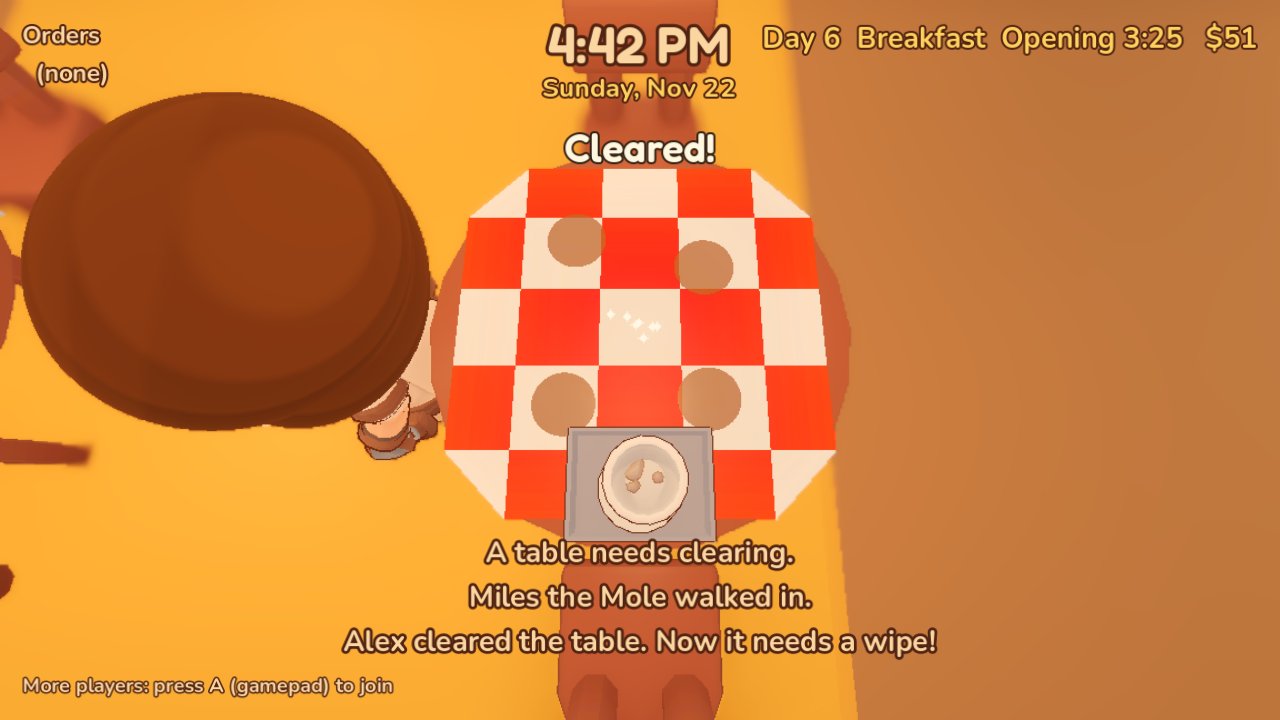 Orders
(none)
4:42 PM
Sunday, Nov 22
Day 6 Breakfast Opening 3:25 $51
Cleared!
A table needs clearing.
Miles the Mole walked in.
Alex cleared the table. Now it needs a wipe!
More players: press A (gamepad) to join